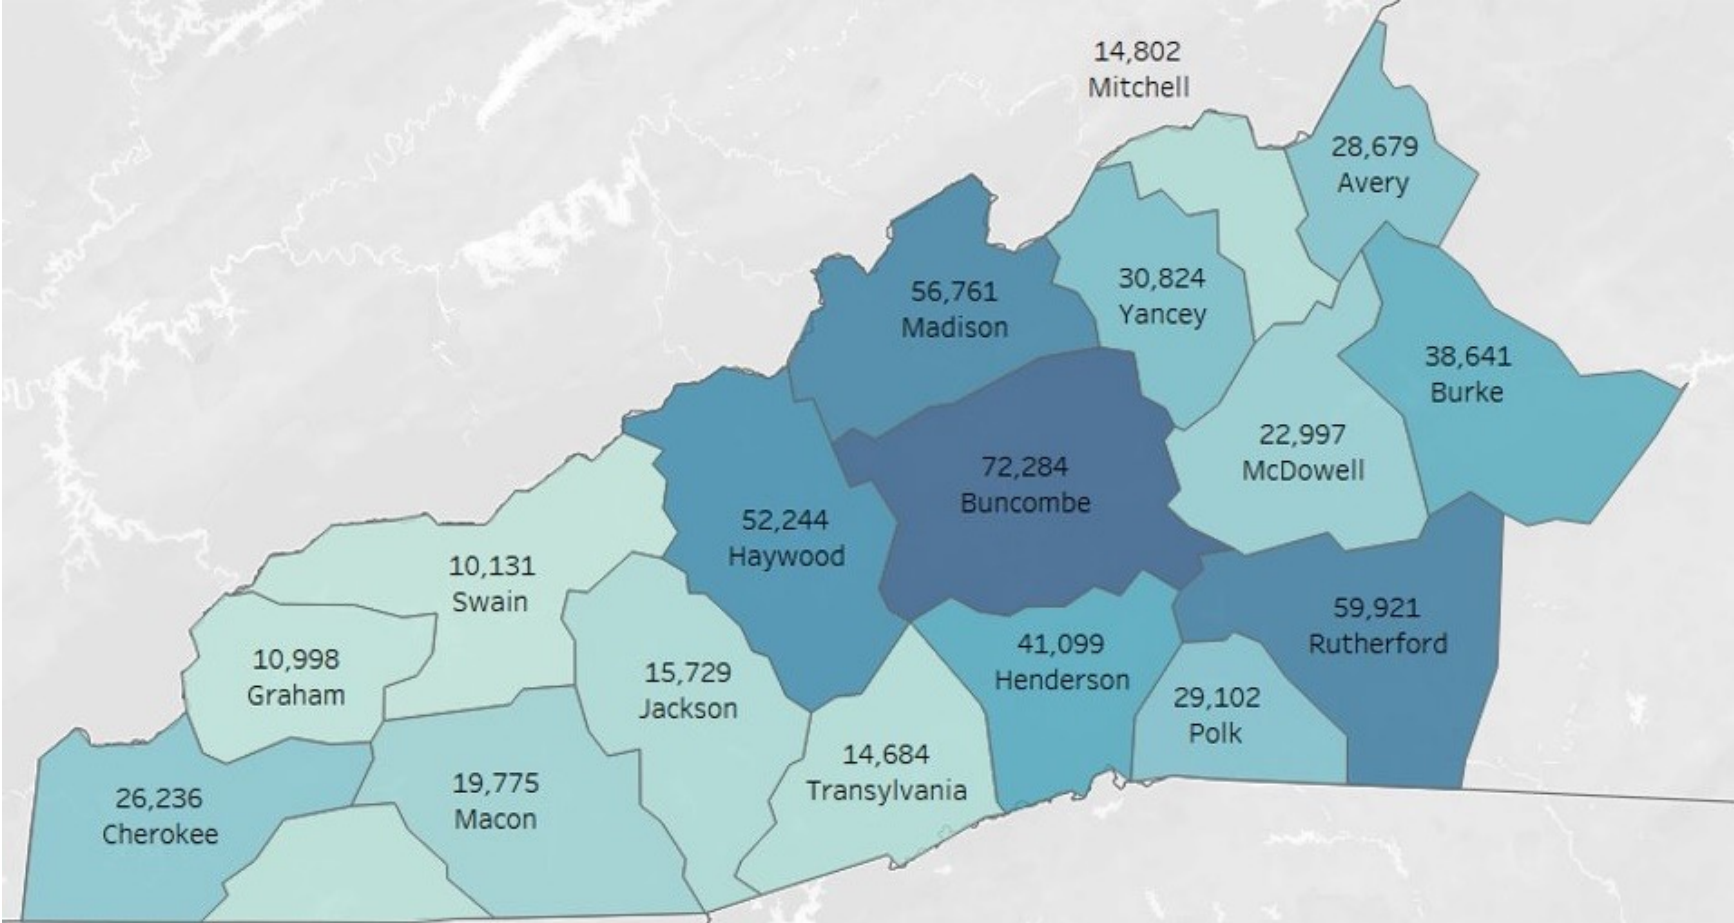 14,802
Mitchell
28,679
Avery
56,761
Madison
30,824
Yancey
38,641
Burke
22,997
McDowell
72,284
Buncombe
52,244
Haywood
10,131
Swain
59,921
Rutherford
41,099
Henderson
10,998
Graham
15,729
Jackson
29,102
Polk
14,684
Transylvania
19,775
Macon
26,236
Cherokee